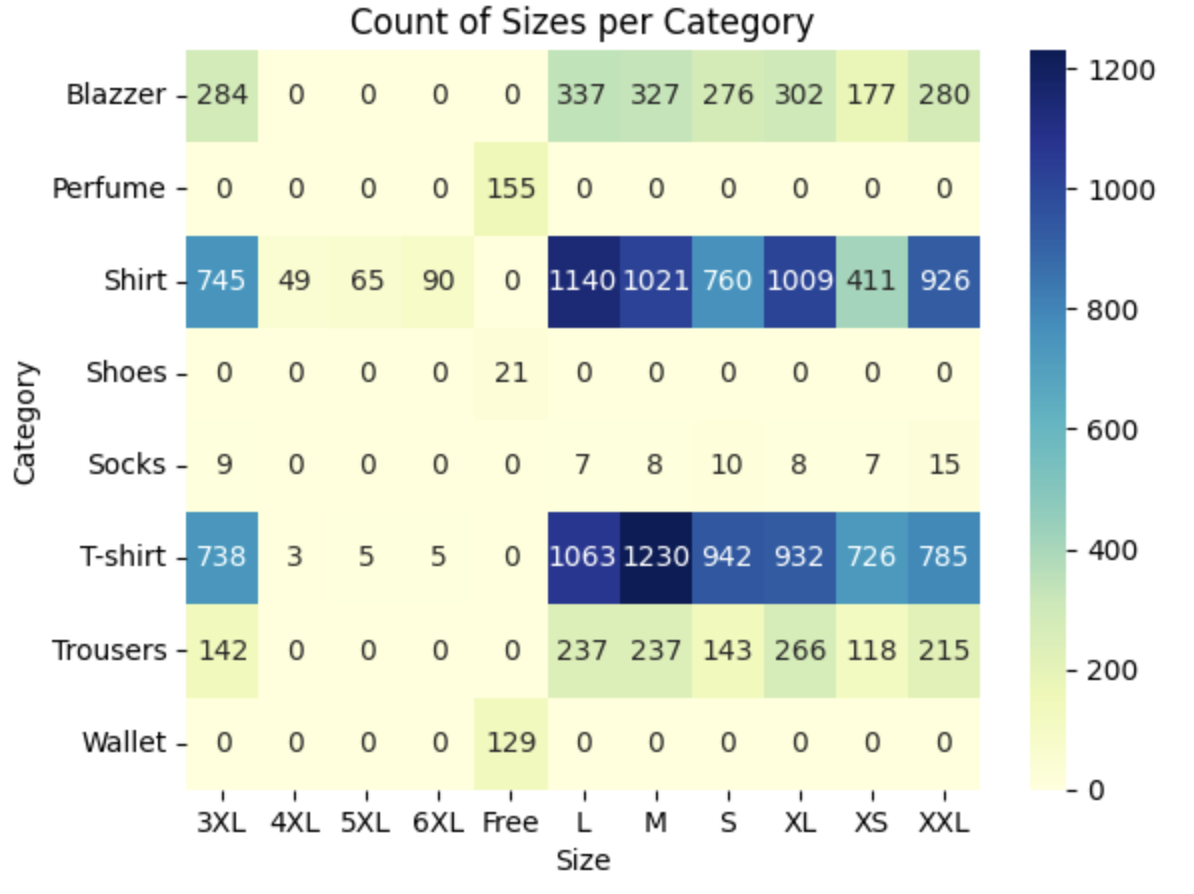 Count of Sizes per Category
Blazzer 284 0 0 0 0 337 327 276 302 177 280
Perfume 0 0 0 0 155 0 0 0 0 0 0
Shirt 745 49 65 90 0 1140 1021 760 1009 411 926
Shoes 0 0 0 0 21 0 0 0 0 0 0
Socks 9 0 0 0 0 7 8 10 8 7 15
T-shirt 738 3 5 5 0 1063 1230 942 932 726 785
Trousers 142 0 0 0 0 237 237 143 266 118 215
Wallet 0 0 0 0 129 0 0 0 0 0 0
3XL 4XL 5XL 6XL Free L M S XL XS XXL
Size
Category
1200
1000
800
600
400
200
0